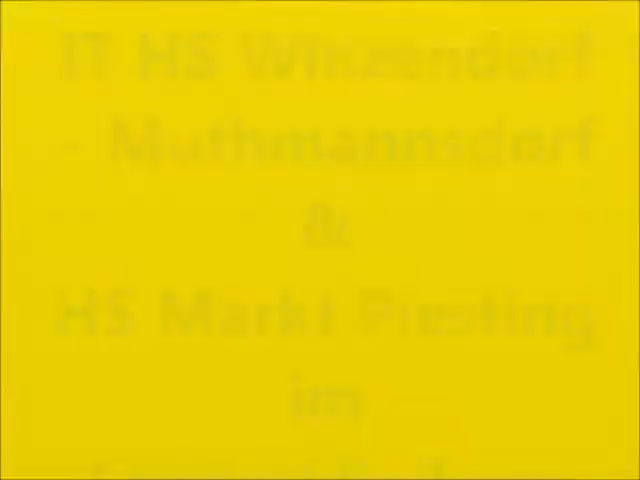 IT HS Winzendorf
- Muthmannsdorf
&
HS Markt Piesting
im